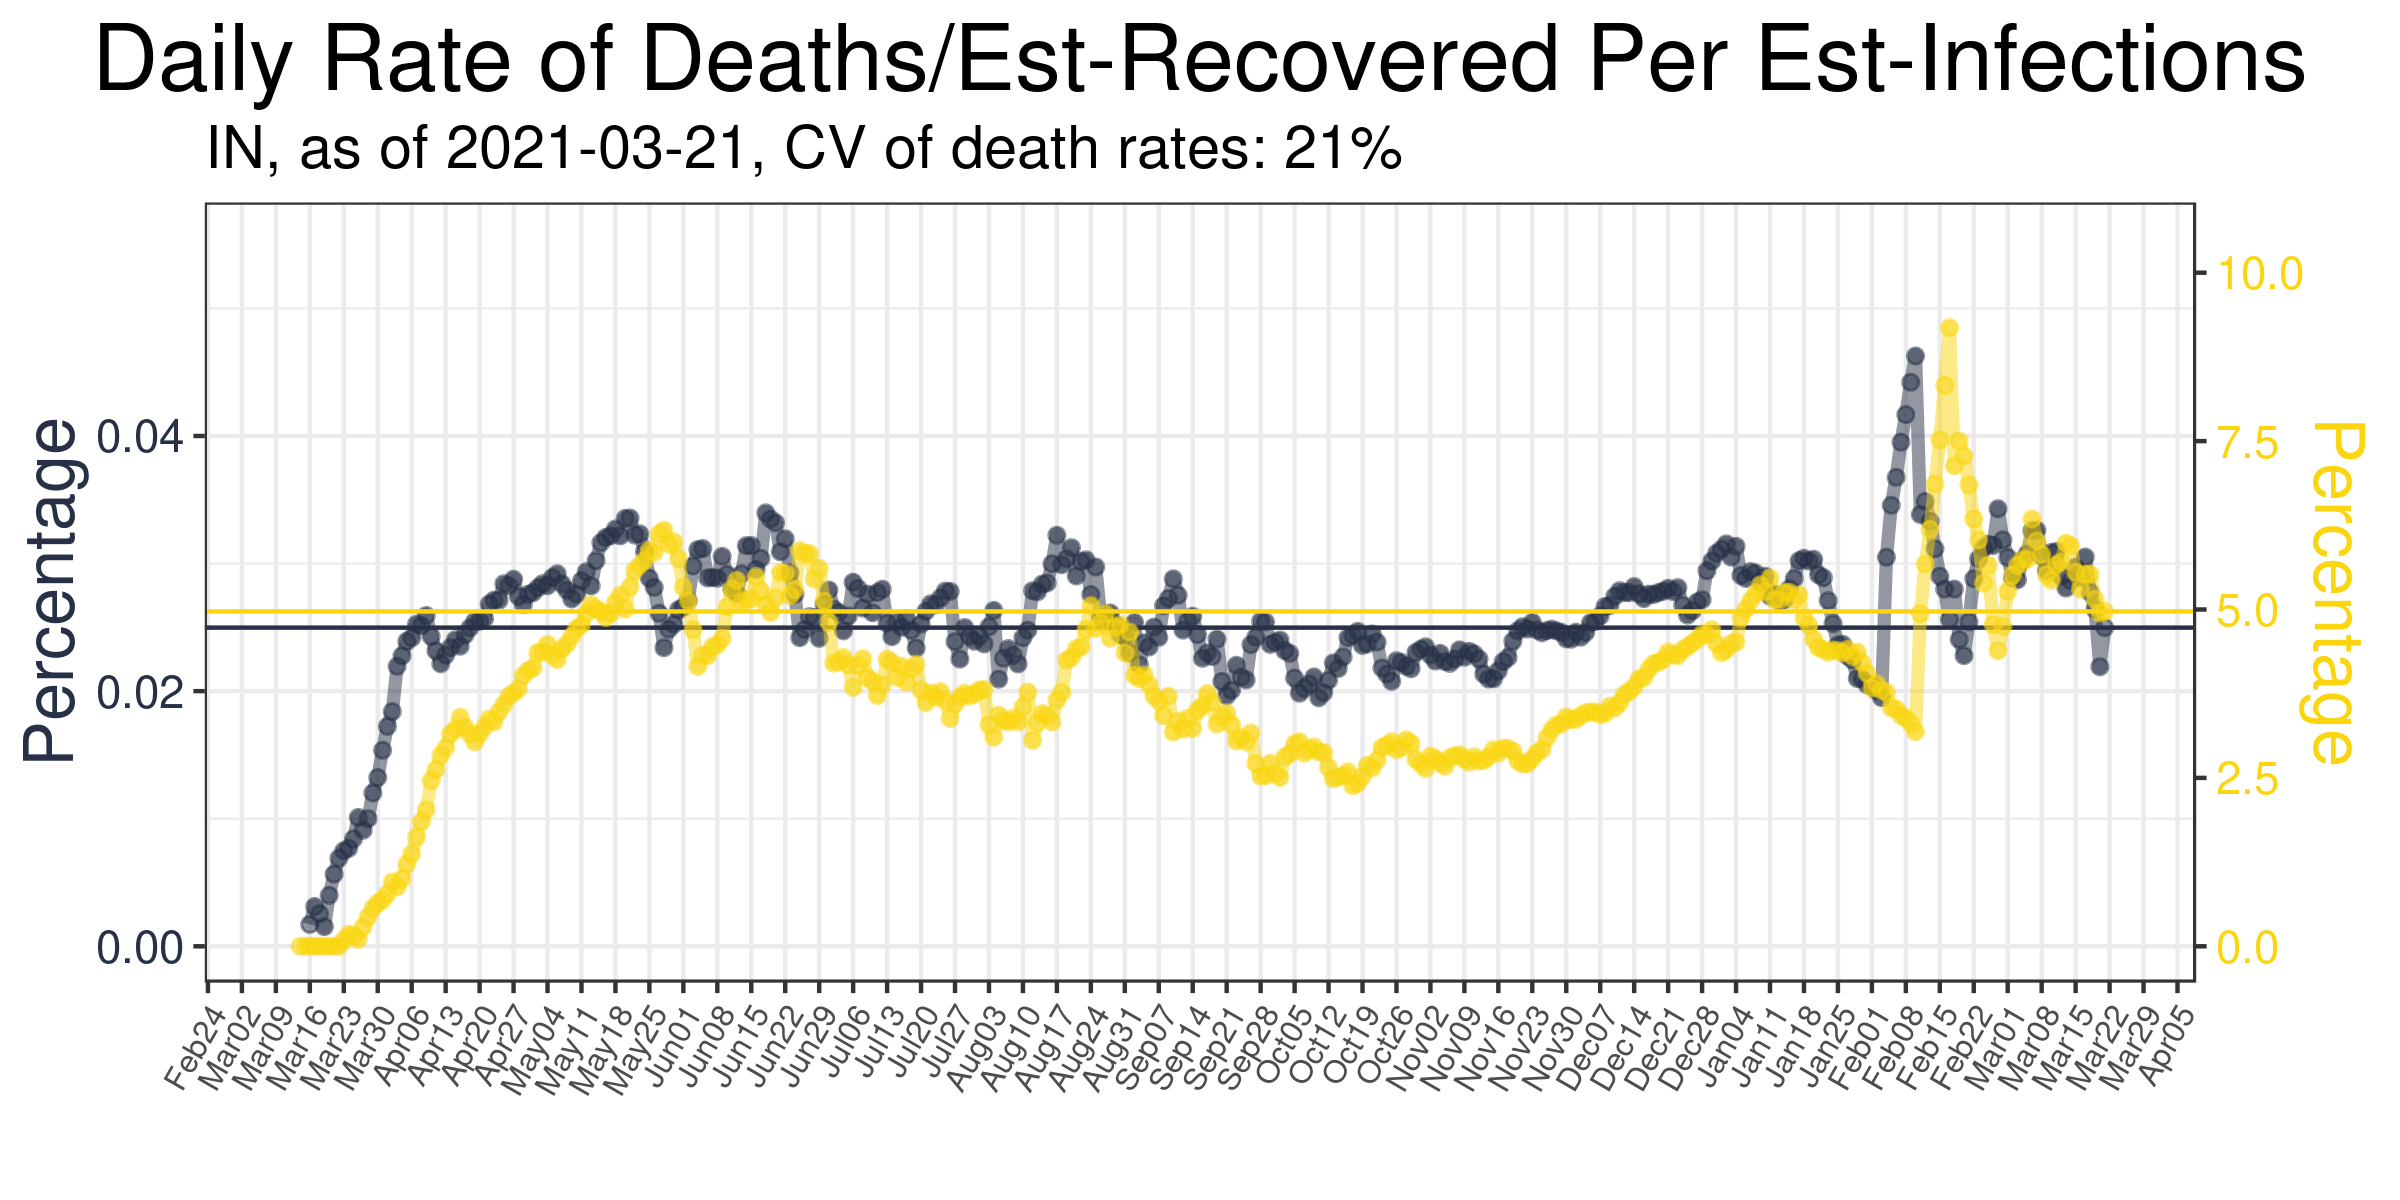 Daily Rate of Deaths/Est-Recovered Per Est-Infections
IN, as of 2021-03-21, CV of death rates: 21%
Percentage
0.04
0.02
0.00
10.0
7.5
5.0
2.5
0.0
Percentage
Feb24
Mar02
Mar09
Mar16
Mar23
Mar30
Apr06
Apr13
Apr20
Apr27
May04
May11
May18
May25
Jun01
Jun08
Jun15
Jun22
Jun29
Jul06
Jul13
Jul20
Jul27
Aug03
Aug10
Aug17
Aug24
Aug31
Sep07
Sep14
Sep21
Sep28
Oct05
Oct12
Oct19
Oct26
Nov02
Nov09
Nov16
Nov23
Nov30
Dec07
Dec14
Dec21
Dec28
Jan04
Jan11
Jan18
Jan25
Feb01
Feb08
Feb15
Feb22
Mar01
Mar08
Mar15
Mar22
Mar29
Apr05